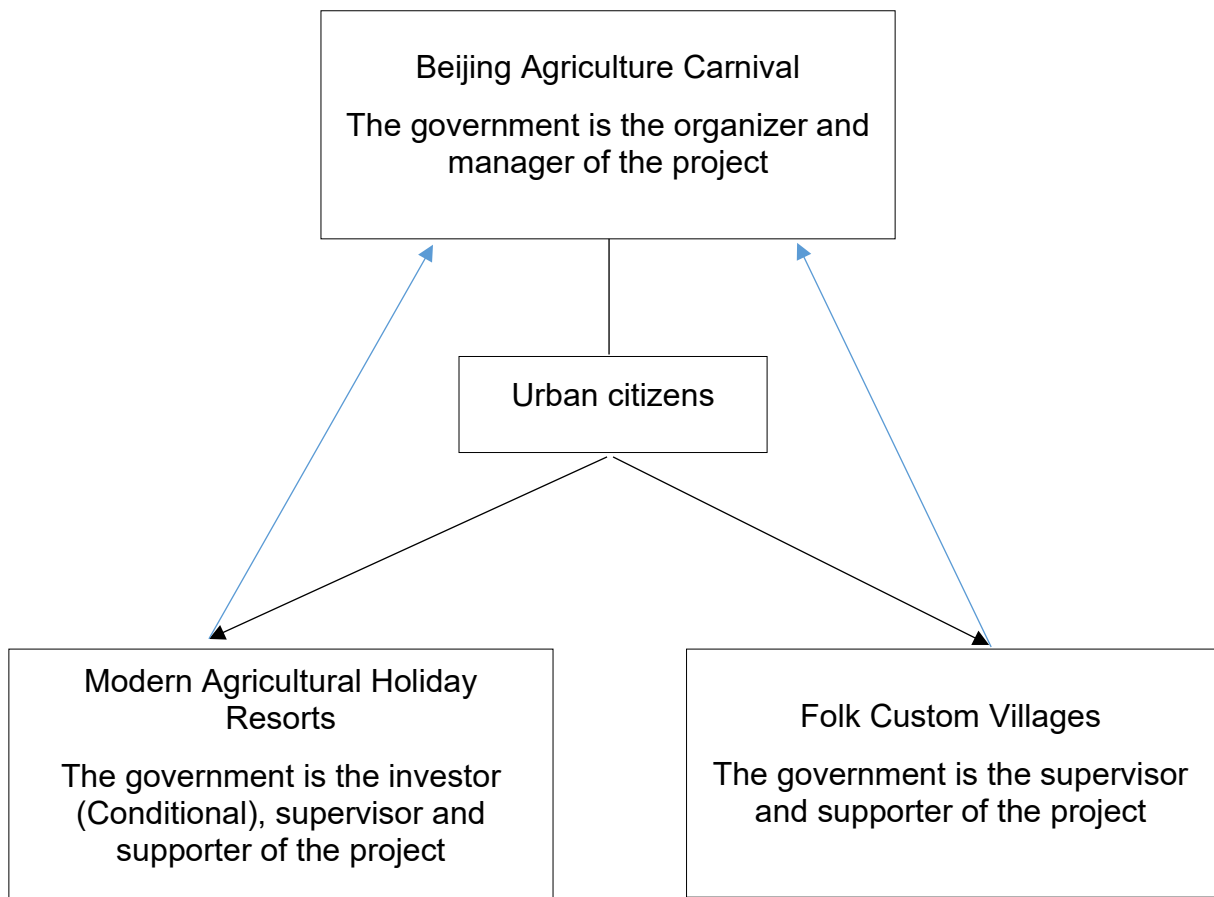 Beijing Agriculture Carnival
The government is the organizer and
manager of the project
Urban citizens
Modern Agricultural Holiday
Resorts
The government is the investor
(Conditional), supervisor and
supporter of the project
Folk Custom Villages
The government is the supervisor
and supporter of the project